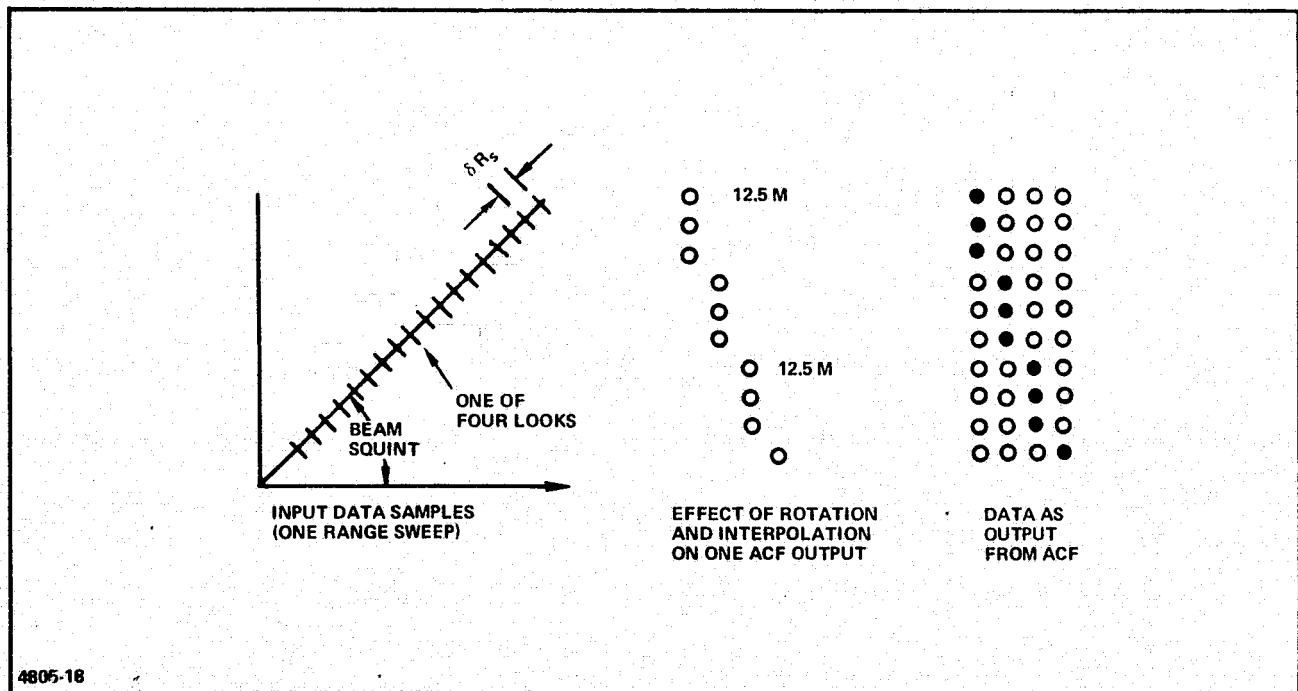 δ Rs
12.5 M
ONE OF
FOUR LOOKS
BEAM
SQUINT
12.5 M
INPUT DATA SAMPLES
(ONE RANGE SWEEP)
EFFECT OF ROTATION
AND INTERPOLATION
ON ONE ACF OUTPUT
DATA AS
OUTPUT
FROM ACF
4805-18